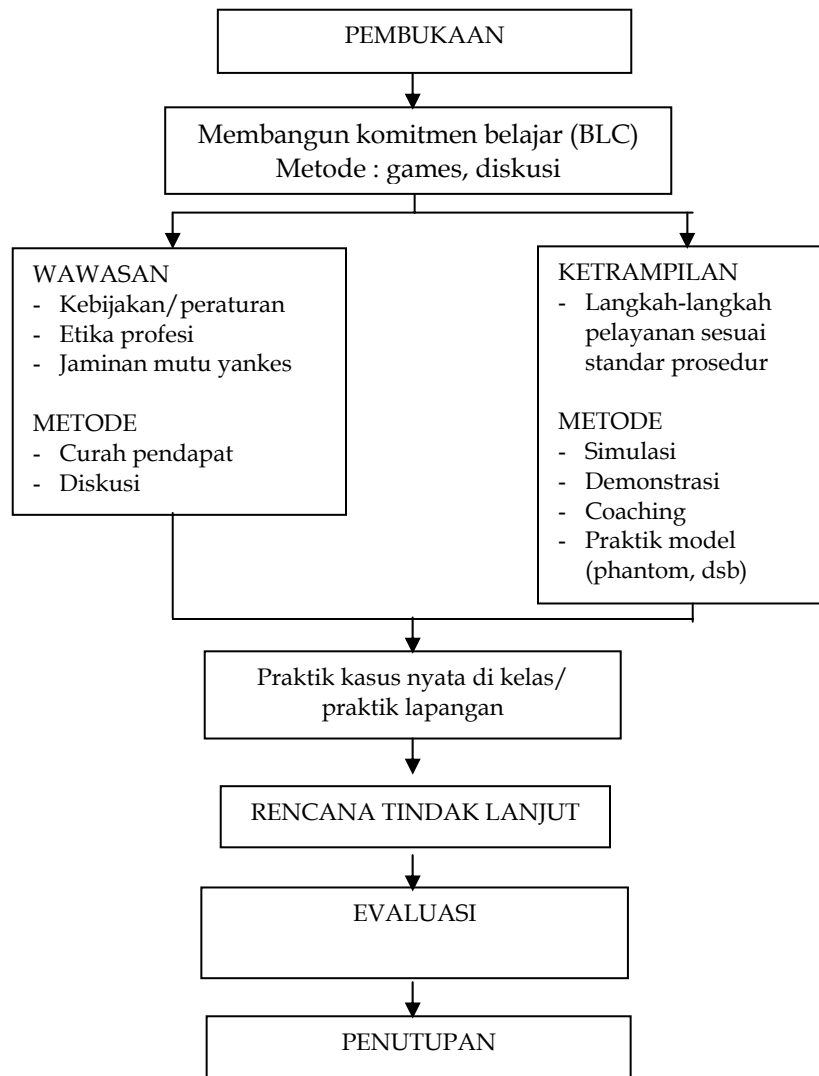 PEMBUKAAN
Membangun komitmen belajar (BLC)
Metode : games, diskusi
WAWASAN
- Kebijakan/peraturan
- Etika profesi
- Jaminan mutu yankes
METODE
- Curah pendapat
- Diskusi
KETRAMPILAN
- Langkah-langkah
pelayanan sesuai
standar prosedur
METODE
- Simulasi
- Demonstrasi
- Coaching
- Praktik model
(phantom, dsb)
Praktik kasus nyata di kelas/
praktik lapangan
RENCANA TINDAK LANJUT
EVALUASI
PENUTUPAN